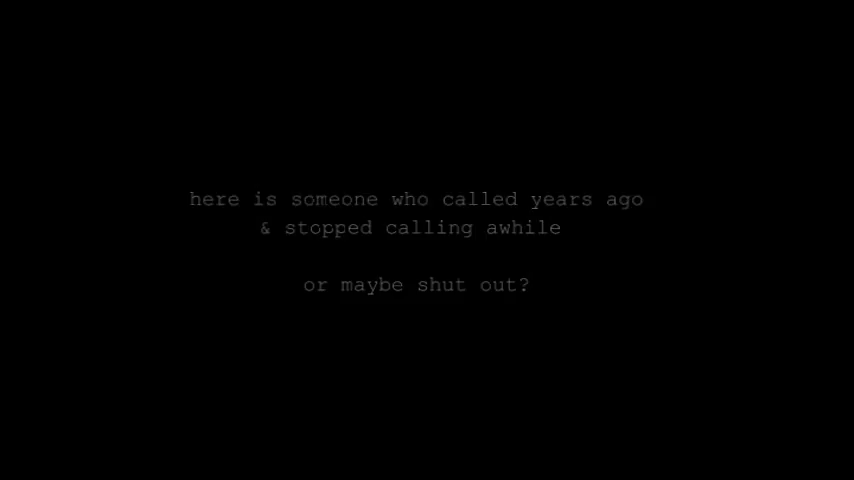 here is someone who called years ago
& stopped calling awhile
or maybe shut out?